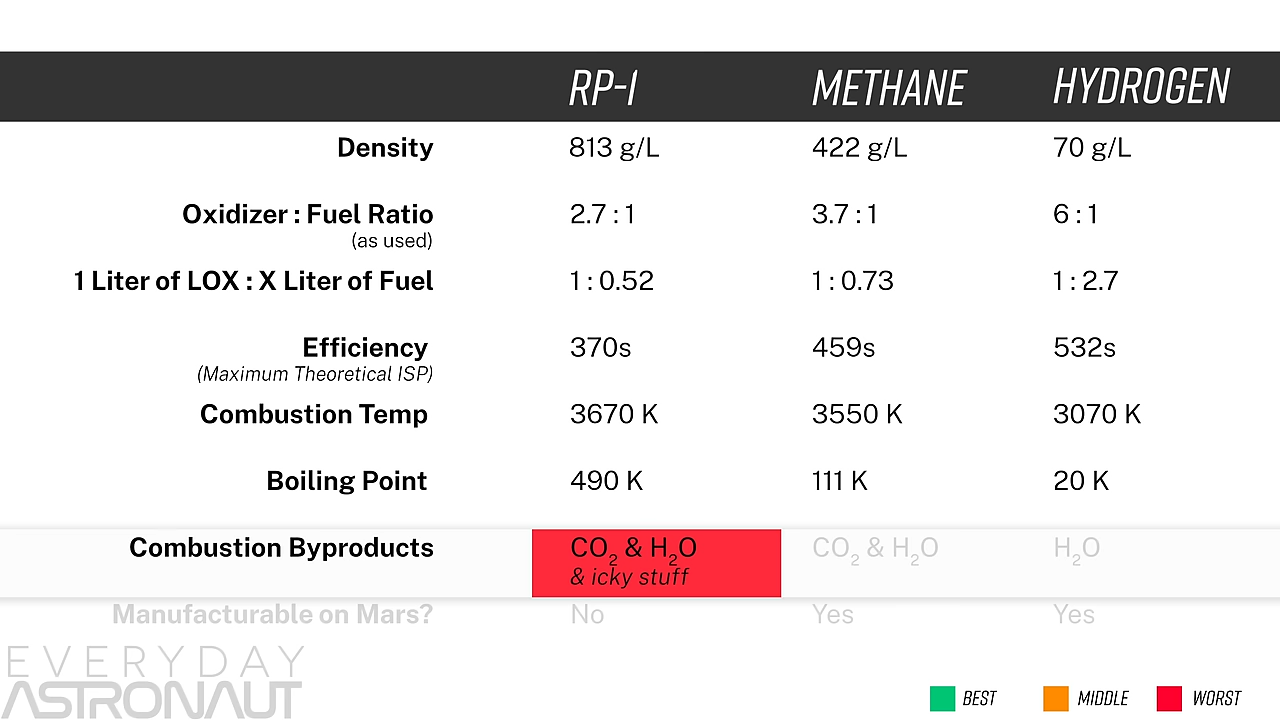 RP-1 METHANE HYDROGEN
Density 813 g/L 422 g/L 70 g/L
Oxidizer : Fuel Ratio 2.7 : 1 3.7 : 1 6 : 1
(as used)
1 Liter of LOX : X Liter of Fuel 1 : 0.52 1 : 0.73 1 : 2.7
Efficiency 370s 459s 532s
(Maximum Theoretical ISP)
Combustion Temp 3670 K 3550 K 3070 K
Boiling Point 490 K 111 K 20 K
Combustion Byproducts CO₂ & H₂O CO₂ & H₂O H₂O
& icky stuff
Manufacturable on Mars? No Yes Yes
EVERYDAY
ASTRONAUT
BEST MIDDLE WORST